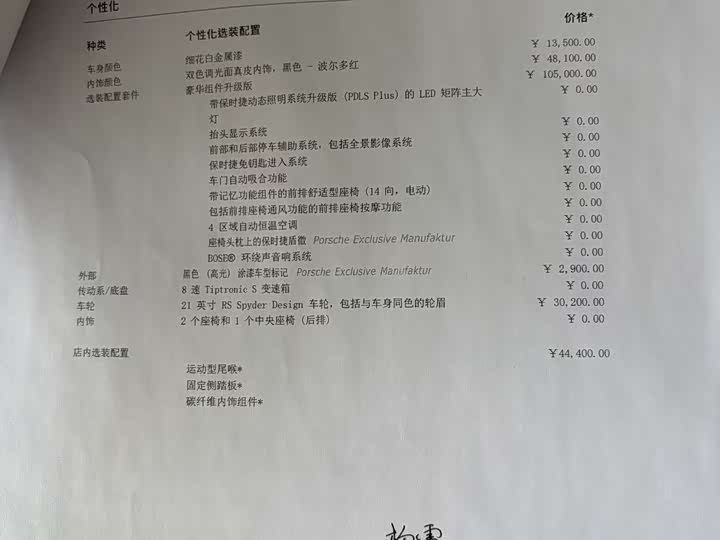 个性化
种类 个性化选装配置 价格*
车身颜色 细花白金属漆 ¥ 13,500.00
内饰颜色 双色调光面真皮内饰，黑色 - 波尔多红 ¥ 48,100.00
选装配置套件 豪华组件升级版 ¥ 105,000.00
带保时捷动态照明系统升级版 (PDLS Plus) 的 LED 矩阵主大 ¥ 0.00
灯
抬头显示系统 ¥ 0.00
前部和后部停车辅助系统，包括全景影像系统 ¥ 0.00
保时捷免钥匙进入系统 ¥ 0.00
车门自动吸合功能 ¥ 0.00
带记忆功能组件的前排舒适型座椅 (14 向，电动) ¥ 0.00
包括前排座椅通风功能的前排座椅按摩功能 ¥ 0.00
4 区域自动恒温空调 ¥ 0.00
座椅头枕上的保时捷盾徽 Porsche Exclusive Manufaktur ¥ 0.00
BOSE® 环绕声音响系统 ¥ 0.00
外部 黑色 (高光) 涂漆车型标记 Porsche Exclusive Manufaktur ¥ 2,900.00
传动系/底盘 8 速 Tiptronic S 变速箱 ¥ 0.00
车轮 21 英寸 RS Spyder Design 车轮，包括与车身同色的轮眉 ¥ 30,200.00
内饰 2 个座椅和 1 个中央座椅 (后排) ¥ 0.00
店内选装配置 ¥44,400.00
运动型尾喉*
固定侧踏板*
碳纤维内饰组件*